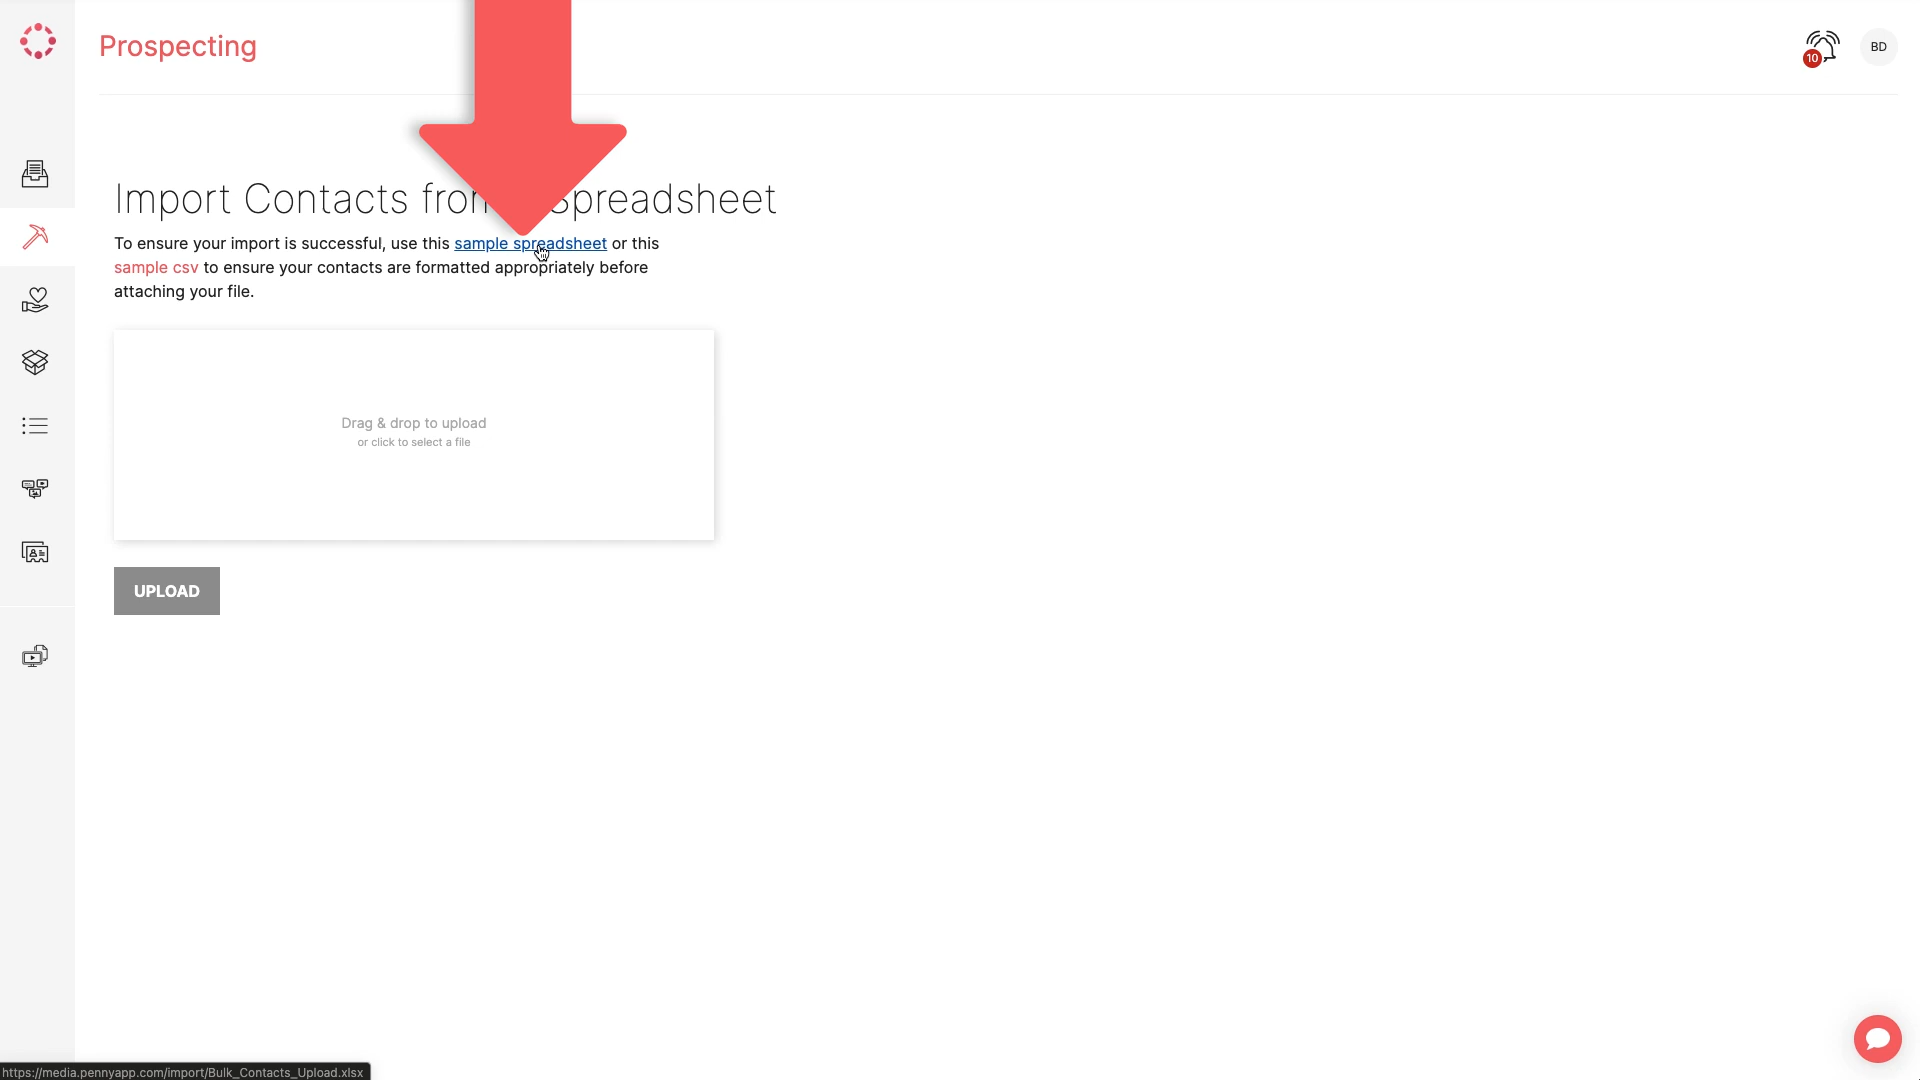 Prospecting
10
BD
Import Contacts from Spreadsheet
To ensure your import is successful, use this sample spreadsheet or this
sample csv to ensure your contacts are formatted appropriately before
attaching your file.
Drag & drop to upload
or click to select a file
UPLOAD
https://media.pennyapp.com/import/Bulk_Contacts_Upload.xlsx